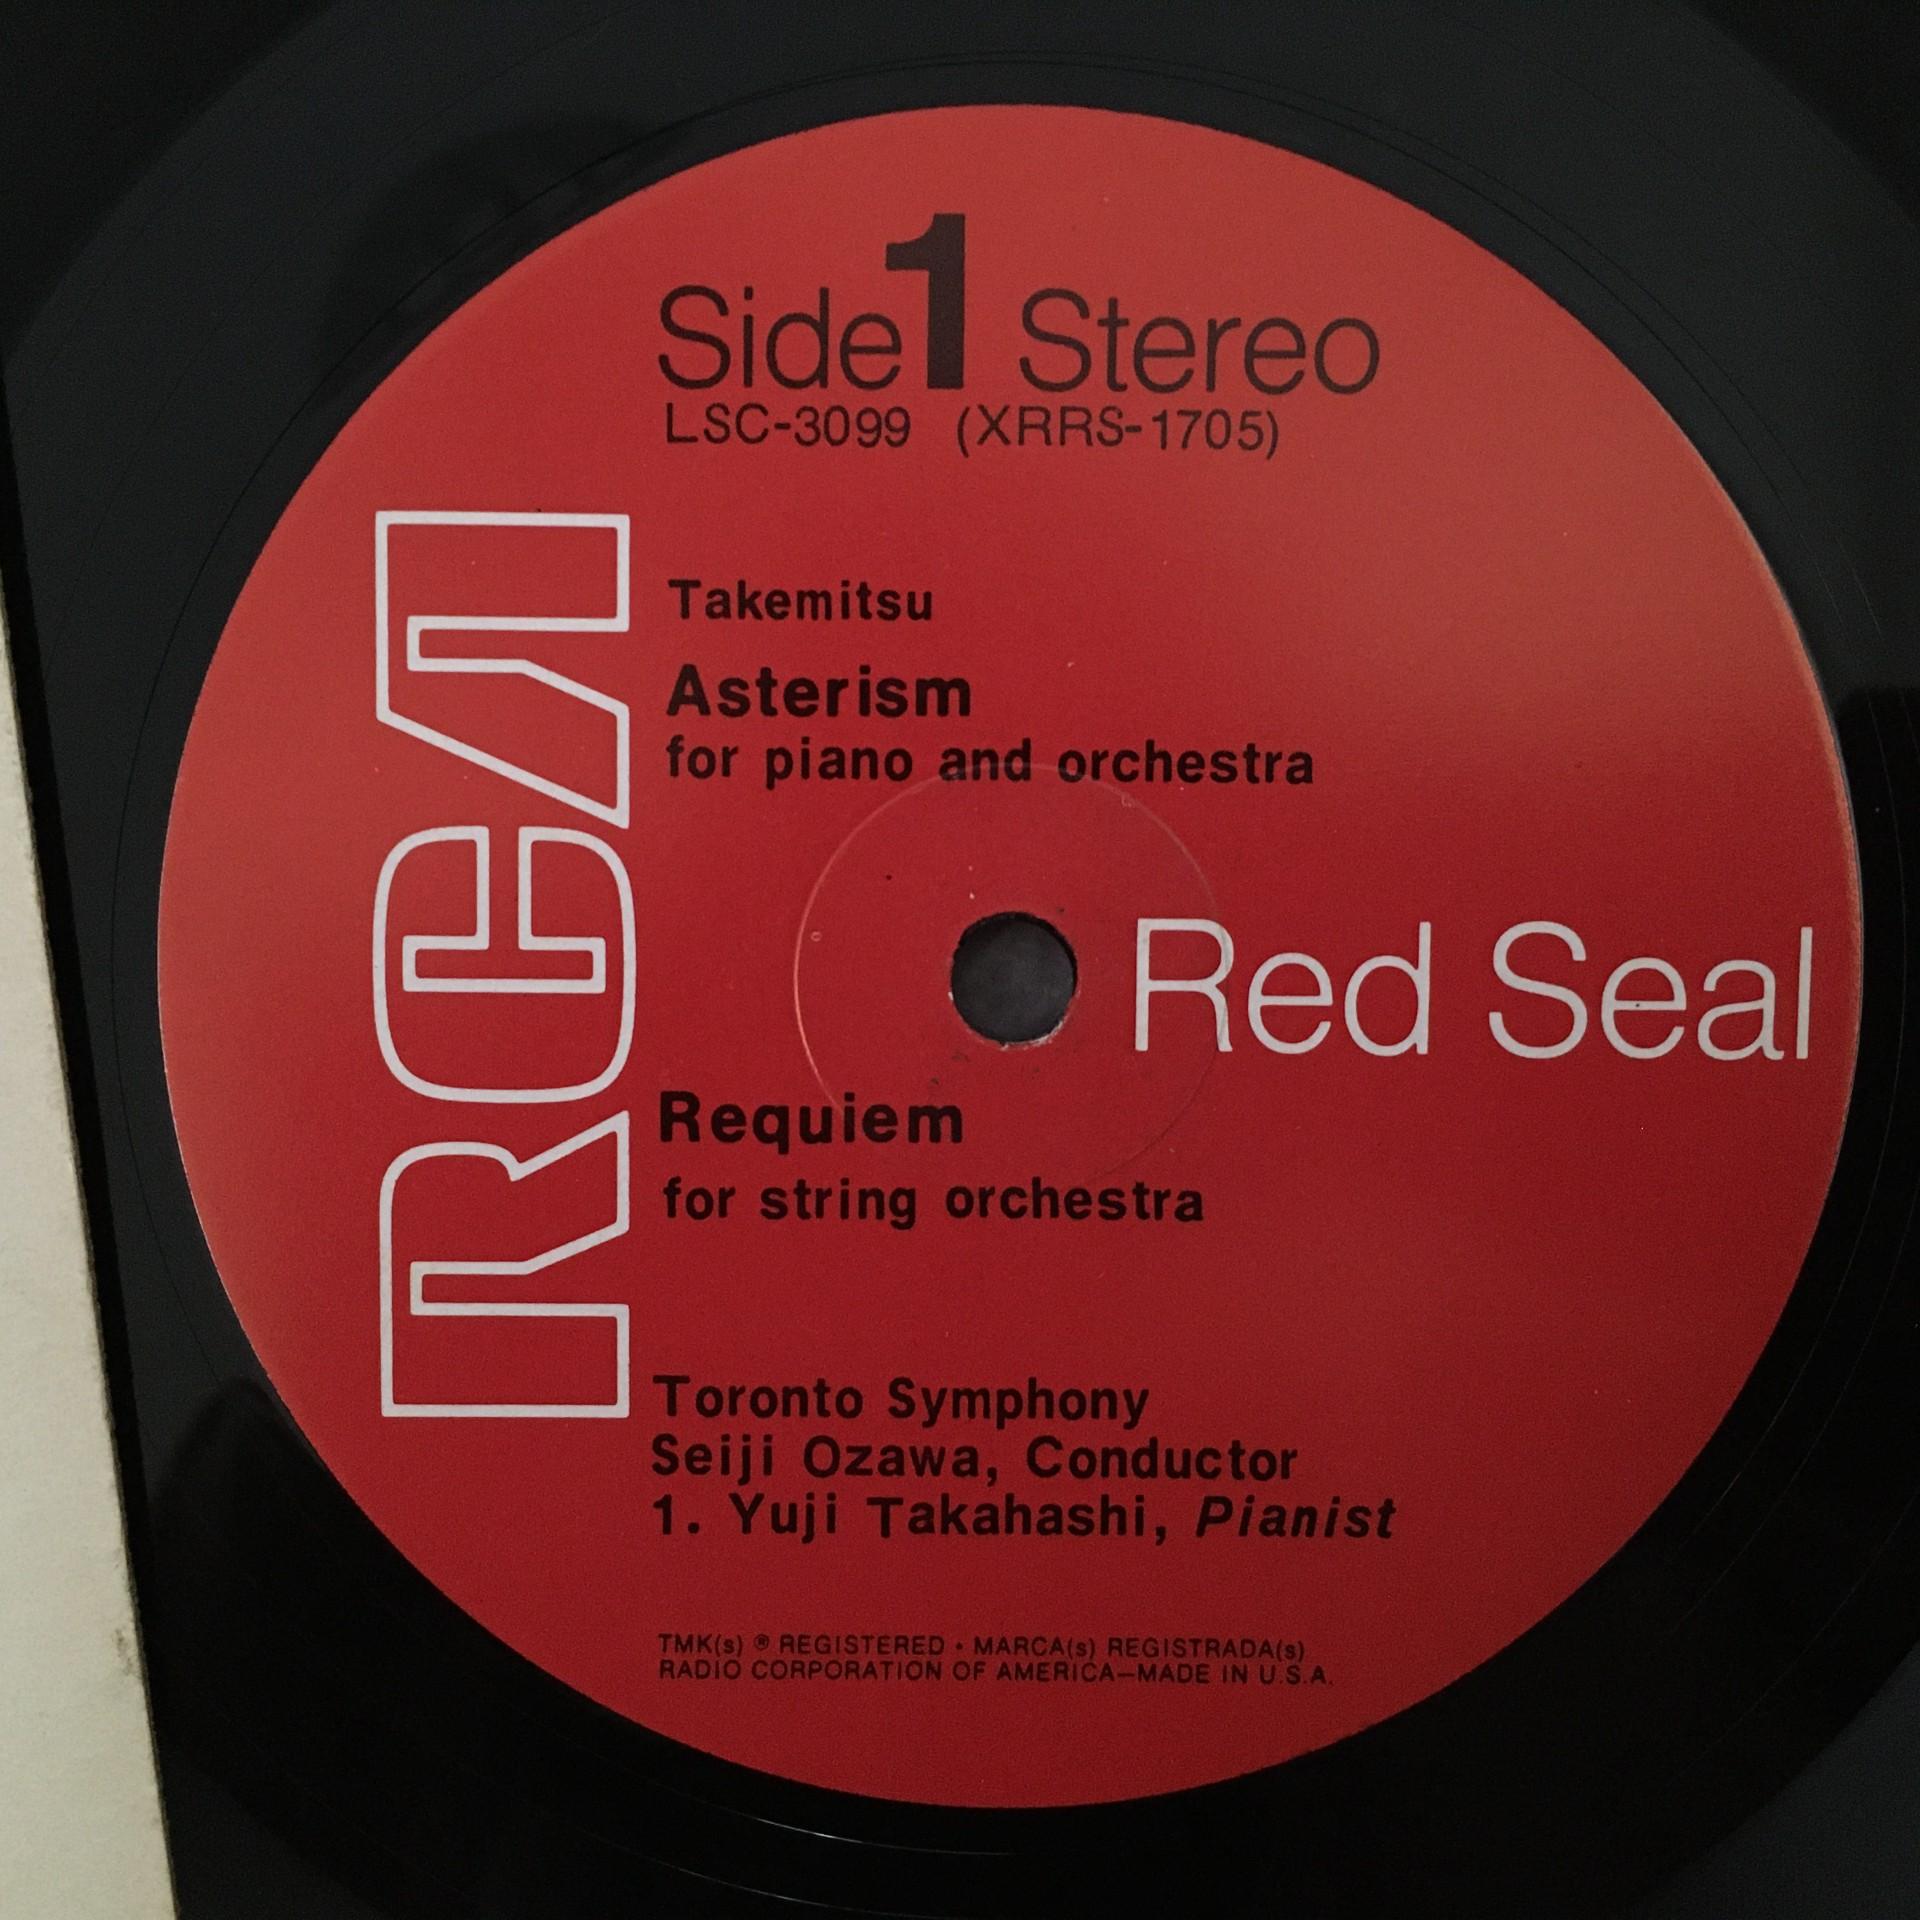 Side 1 Stereo
LSC-3099 (XRRS-1705)
RCA
Takemitsu
Asterism
for piano and orchestra
Red Seal
Requiem
for string orchestra
Toronto Symphony
Seiji Ozawa, Conductor
1. Yuji Takahashi, Pianist
TMK(s) ® REGISTERED • MARCA(s) REGISTRADA(s)
RADIO CORPORATION OF AMERICA—MADE IN U.S.A.